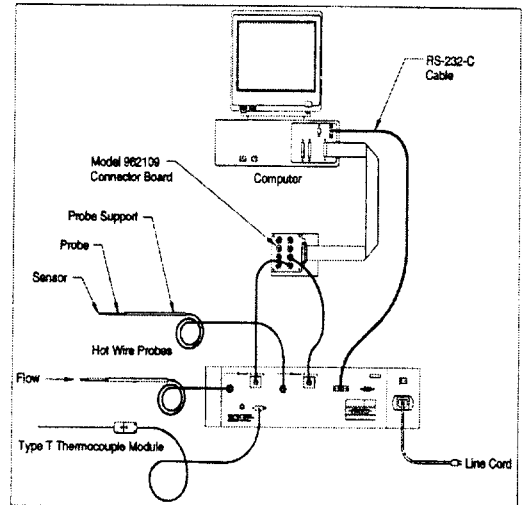 RS-232-C
Cable
Model 962109
Connector Board
Computer
Probe Support
Probe
Sensor
Hot Wire Probes
Flow
Type T Thermocouple Module
Line Cord